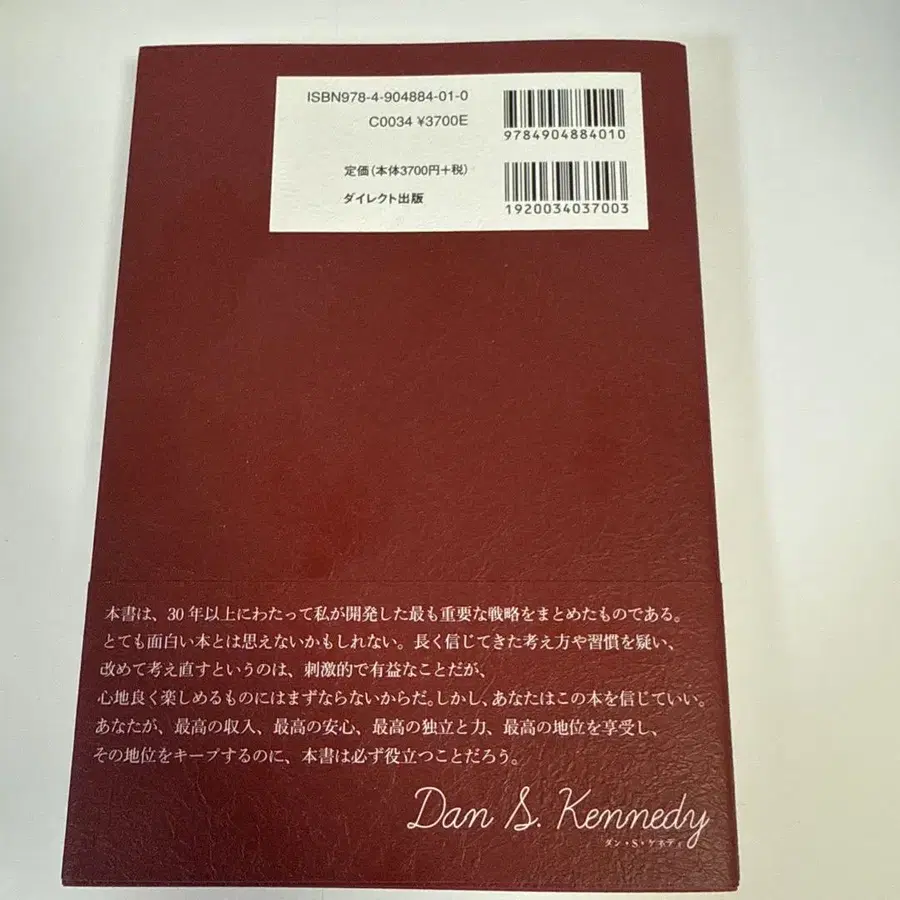 ISBN978-4-904884-01-0
C0034 ¥3700E
定価(本体3700円+税)
ダイレクト出版
9784904884010
1920034037003
本書は、30年以上にわたって私が開発した最も重要な戦略をまとめたものである。
とても面白い本とは思えないかもしれない。長く信じてきた考え方や習慣を疑い、
改めて考え直すというのは、刺激的で有益なことだが、
心地良く楽しめるものにはまずならないからだ。しかし、あなたはこの本を信じていい。
あなたが、最高の収入、最高の安心、最高の独立と力、最高の地位を享受し、
その地位をキープするのに、本書は必ず役立つことだろう。
Dan S. Kennedy
ダン・S・ケネディ